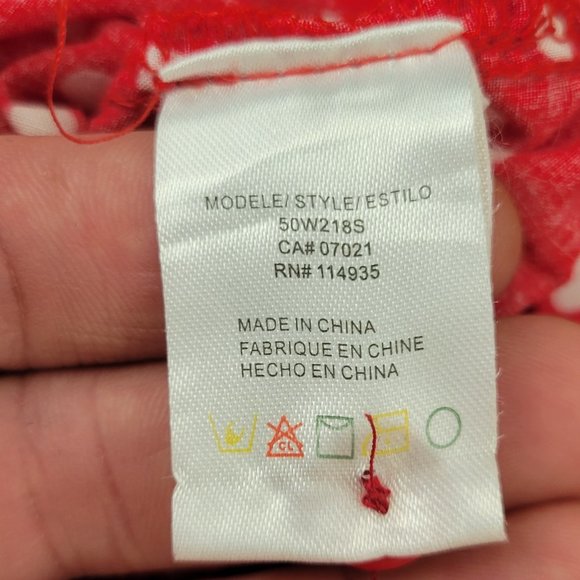 MODELE/ STYLE/ ESTILO
50W218S
CA# 07021
RN# 114935
MADE IN CHINA
FABRIQUE EN CHINE
HECHO EN CHINA
CL